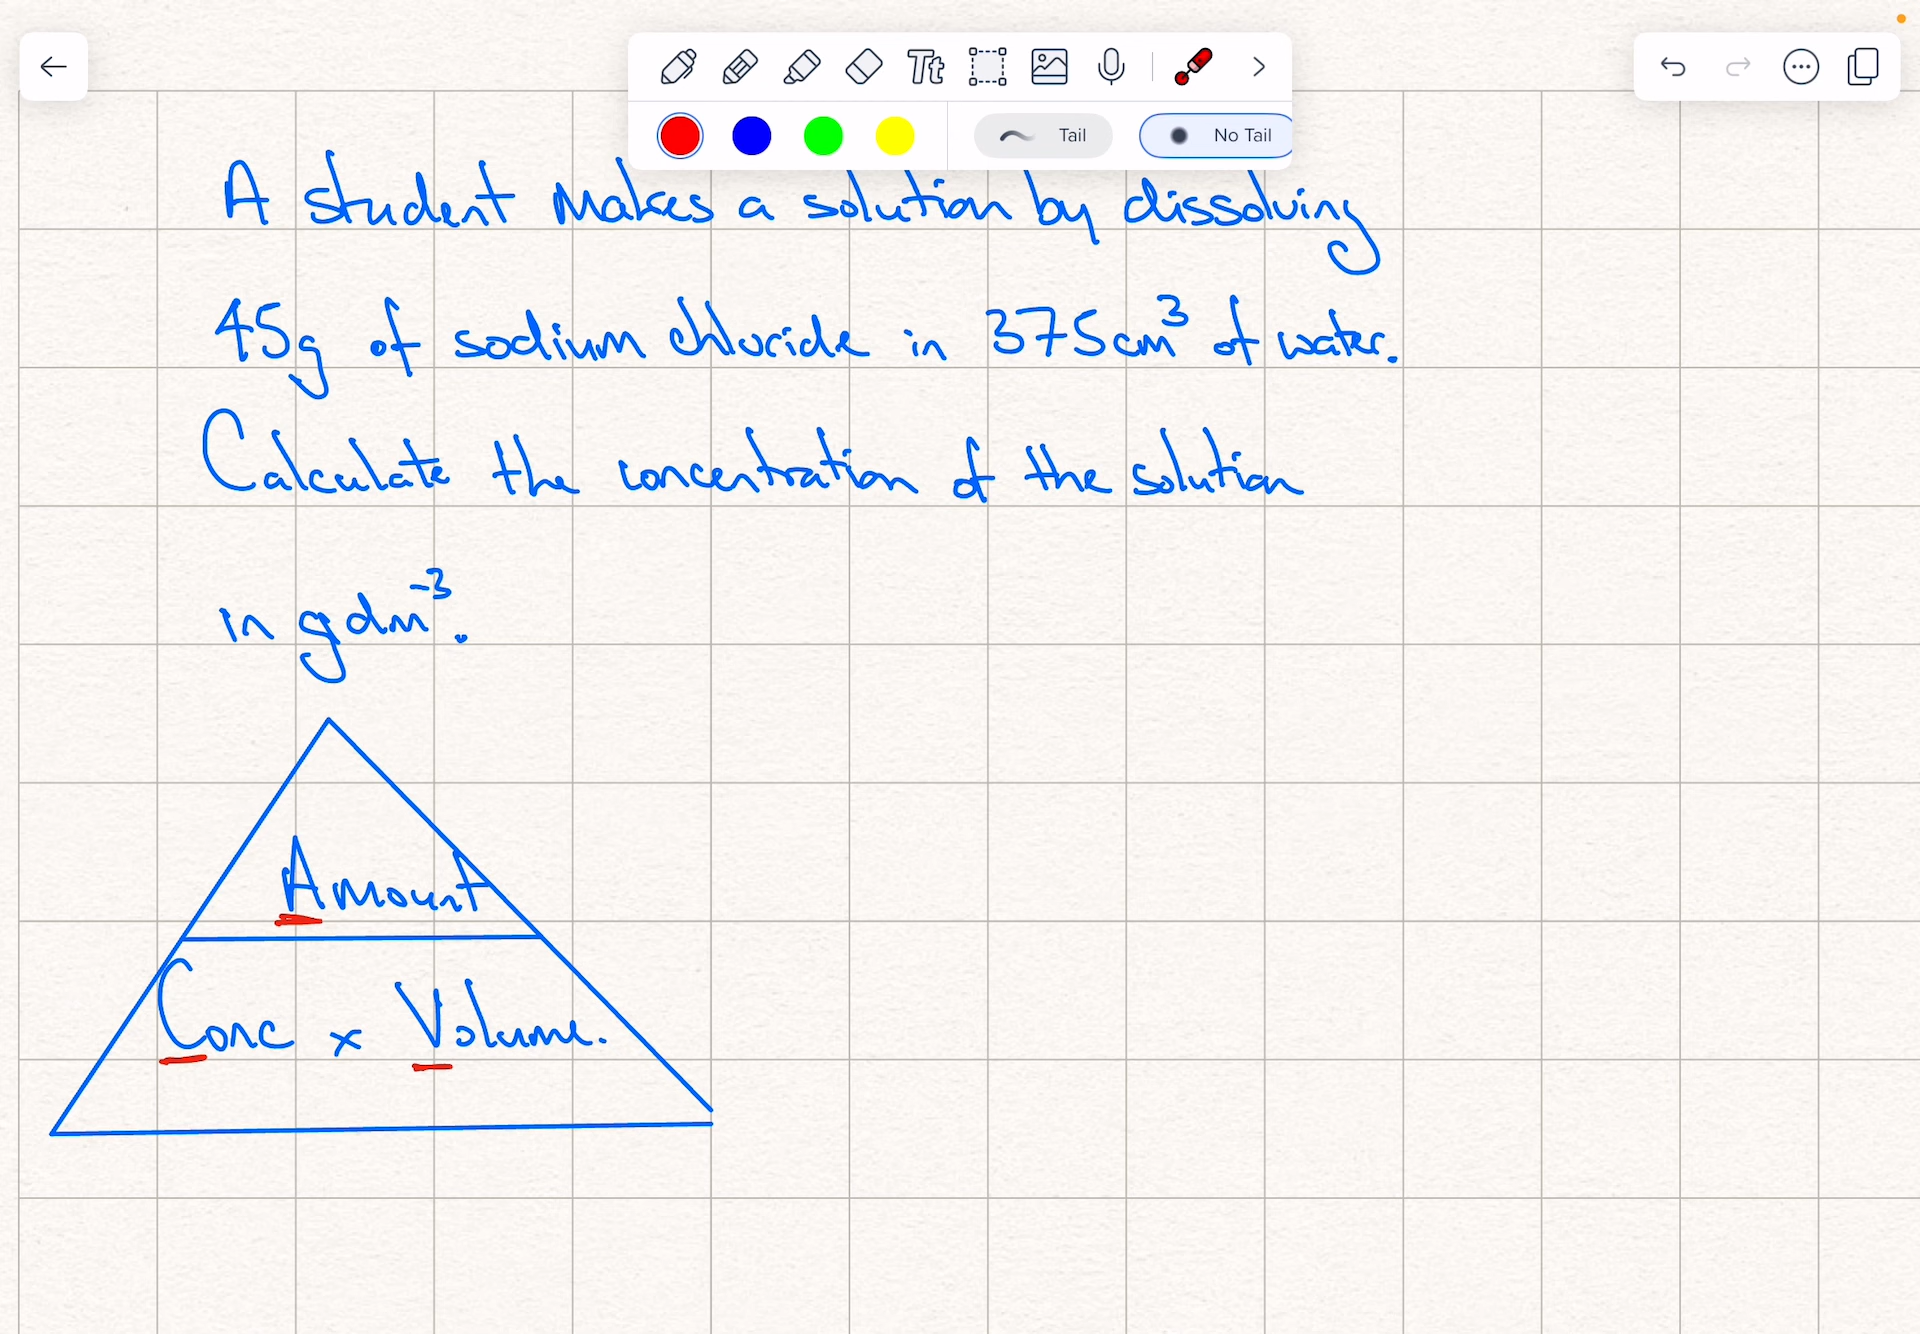 Tt
Tail
No Tail
A student makes a solution by dissolving
45g of sodium chloride in 375cm³ of water.
Calculate the concentration of the solution
in gdm⁻³.
Amount
Conc × Volume.